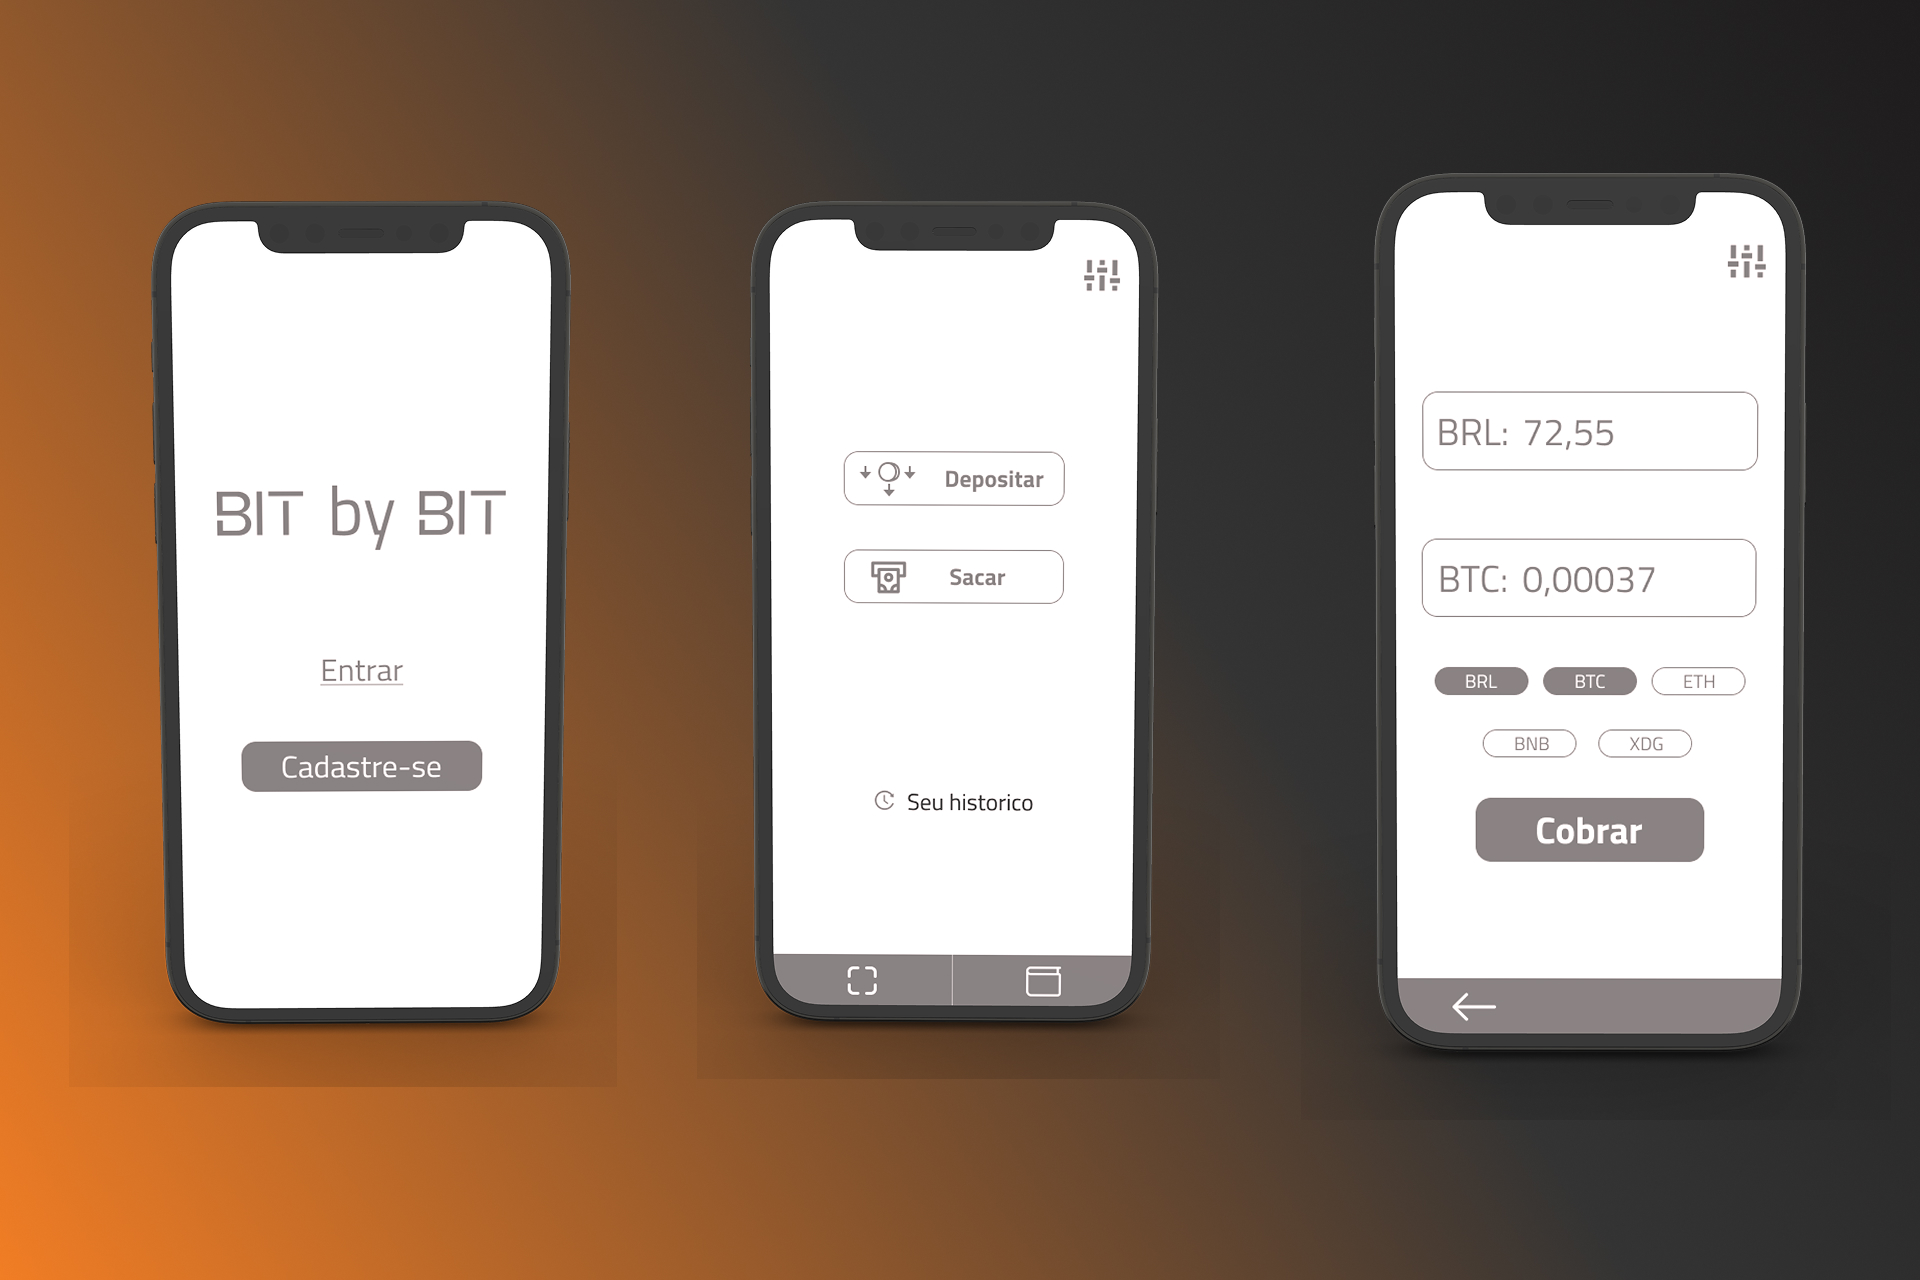 BIT by BIT
Entrar
Cadastre-se
Depositar
Sacar
Seu historico
BRL: 72,55
BTC: 0,00037
BRL BTC ETH
BNB XDG
Cobrar